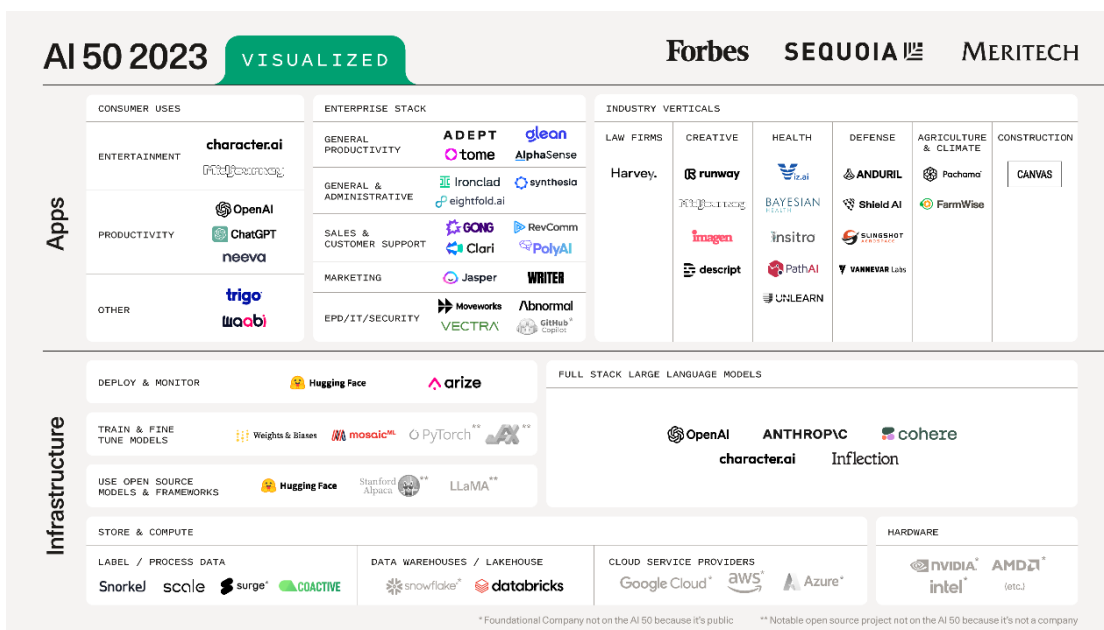 AI 50 2023
VISUALIZED
Forbes
SEQUOIA
MERITECH
Apps
CONSUMER USES
ENTERTAINMENT
character.ai
Midjourney
PRODUCTIVITY
OpenAI
ChatGPT
neeva
OTHER
trigo
waabi
ENTERPRISE STACK
GENERAL
PRODUCTIVITY
ADEPT
glean
tome
AlphaSense
GENERAL &
ADMINISTRATIVE
Ironclad
synthesia
eightfold.ai
SALES &
CUSTOMER SUPPORT
GONG
RevComm
Clari
PolyAI
MARKETING
Jasper
WRITER
EPD/IT/SECURITY
Moveworks
Abnormal
VECTRA
GitHub*
Copilot
INDUSTRY VERTICALS
LAW FIRMS
Harvey.
CREATIVE
runway
Midjourney
imagen
descript
HEALTH
Viz.ai
BAYESIAN
HEALTH
insitro
PathAI
UNLEARN
DEFENSE
ANDURIL
Shield AI
SLINGSHOT
AEROSPACE
VANNEVAR Labs
AGRICULTURE
& CLIMATE
Pachama
FarmWise
CONSTRUCTION
CANVAS
Infrastructure
DEPLOY & MONITOR
Hugging Face
arize
TRAIN & FINE
TUNE MODELS
Weights & Biases
mosaic ML
PyTorch**
**
USE OPEN SOURCE
MODELS & FRAMEWORKS
Hugging Face
Stanford
Alpaca**
LLaMA**
FULL STACK LARGE LANGUAGE MODELS
OpenAI
ANTHROP\C
cohere
character.ai
Inflection
STORE & COMPUTE
LABEL / PROCESS DATA
Snorkel
scale
surge*
COACTIVE
DATA WAREHOUSES / LAKEHOUSE
snowflake*
databricks
CLOUD SERVICE PROVIDERS
Google Cloud*
aws*
Azure*
HARDWARE
NVIDIA.*
AMD*
intel*
(etc.)
* Foundational Company not on the AI 50 because it's public
** Notable open source project not on the AI 50 because it's not a company